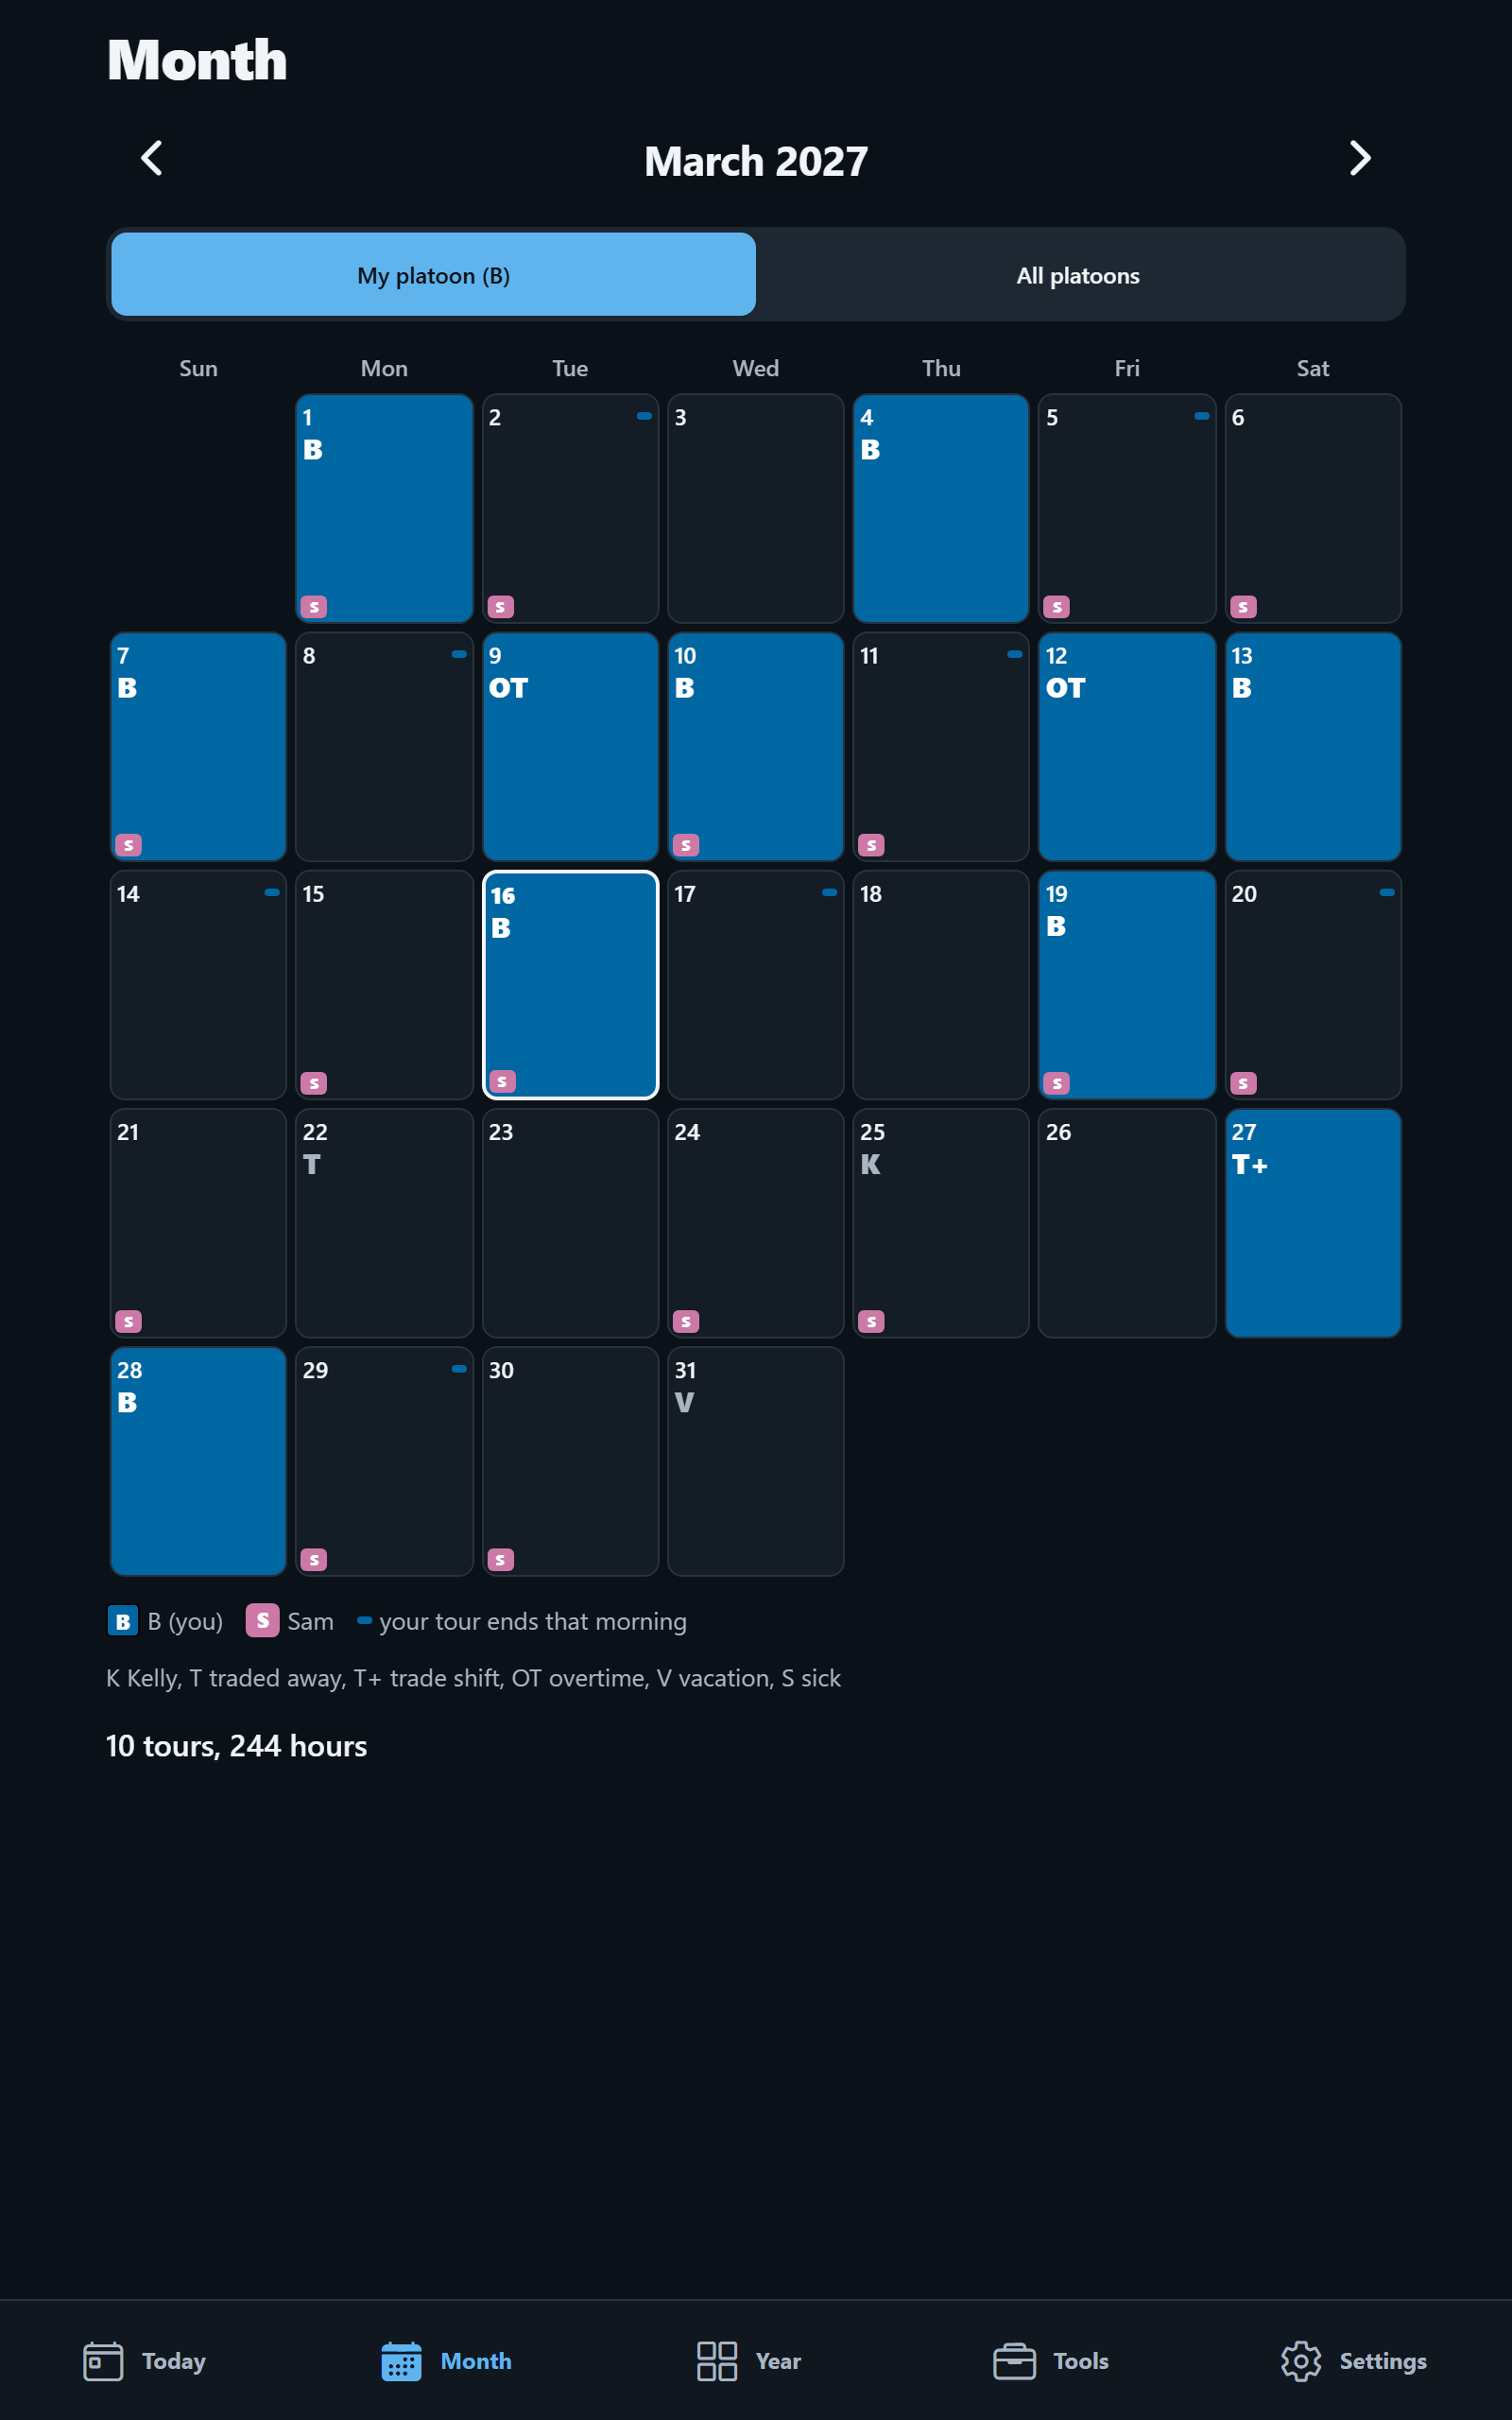 Month
March 2027
My platoon (B) All platoons
Sun Mon Tue Wed Thu Fri Sat
1 2 3 4 5 6
B B
S S S S
7 8 9 10 11 12 13
B OT B OT B
S S S
14 15 16 17 18 19 20
B B
S S S S
21 22 23 24 25 26 27
T K T+
S S S
28 29 30 31
B V
S S
B B (you) S Sam your tour ends that morning
K Kelly, T traded away, T+ trade shift, OT overtime, V vacation, S sick
10 tours, 244 hours
Today Month Year Tools Settings